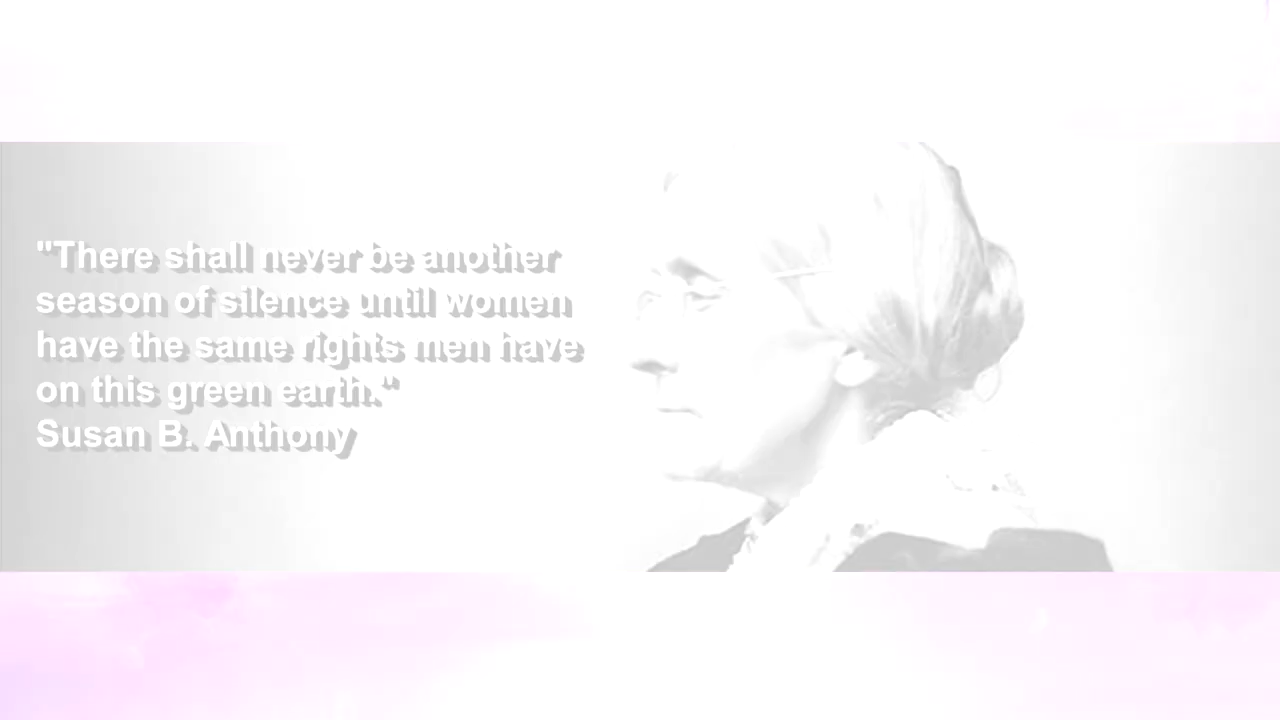 "There shall never be another
season of silence until women
have the same rights men have
on this green earth."
Susan B. Anthony